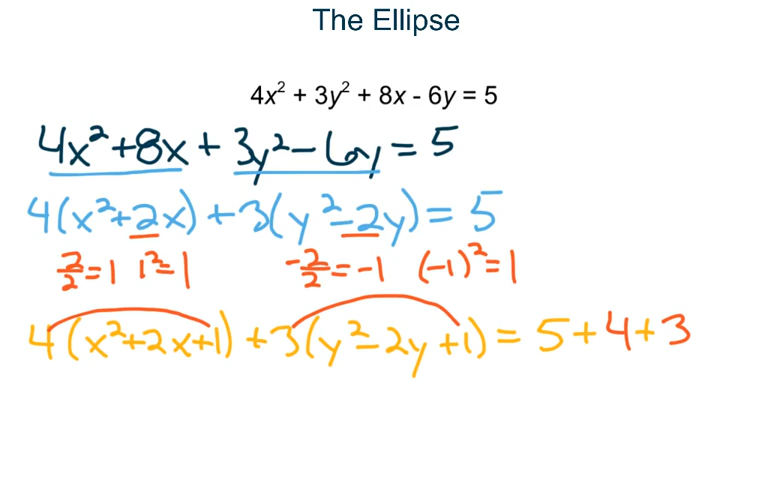 The Ellipse
4x² + 3y² + 8x - 6y = 5
4x² + 8x + 3y² - 6y = 5
4(x² + 2x) + 3(y² - 2y) = 5
2/2 = 1 1² = 1 -2/2 = -1 (-1)² = 1
4(x² + 2x + 1) + 3(y² - 2y + 1) = 5 + 4 + 3